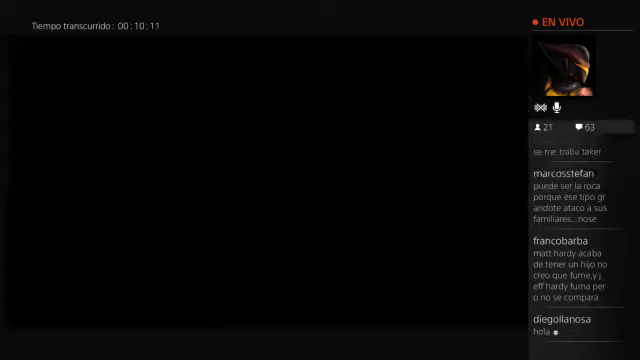 Tiempo transcurrido: 00:10:11
EN VIVO
21
63
se me traba taker
marcosstefan
puede ser la roca
porque ese tipo gr
andote ataco a sus
familiares...nose
francobarba
matt hardy acaba
de tener un hijo no
creo que fume,y j
eff hardy fuma per
o no se compara
diegollanosa
hola